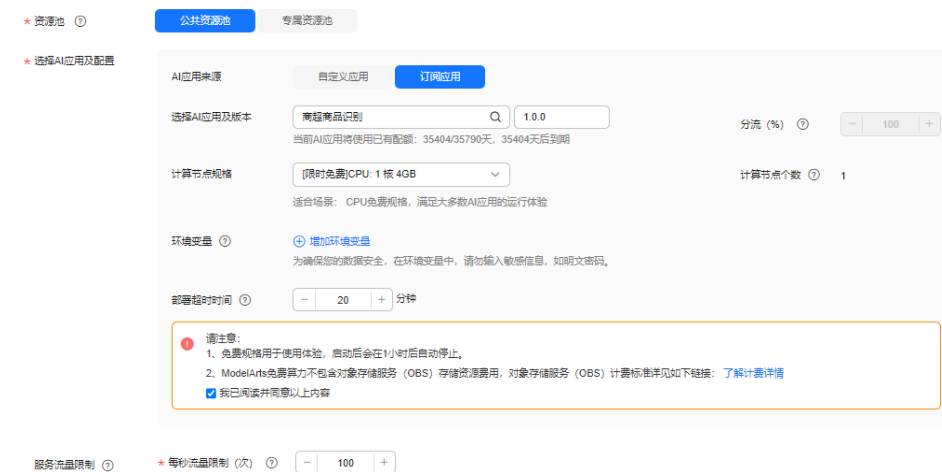 * 资源池 ? 公共资源池 专属资源池
* 选择AI应用及配置
AI应用来源 自定义应用 订阅应用
选择AI应用及版本 商超商品识别 1.0.0 分流 (%) ? − 100 +
当前AI应用将使用已有配额：35404/35790天，35404天后到期
计算节点规格 [限时免费]CPU: 1 核 4GB 计算节点个数 ? 1
适合场景： CPU免费规格，满足大多数AI应用的运行体验
环境变量 ? 增加环境变量
为确保您的数据安全，在环境变量中，请勿输入敏感信息，如明文密码。
部署超时时间 ? − 20 + 分钟
请注意：
1、免费规格用于使用体验，启动后会在1小时后自动停止。
2、ModelArts免费算力不包含对象存储服务（OBS）存储资源费用，对象存储服务（OBS）计费标准详见如下链接： 了解计费详情
我已阅读并同意以上内容
服务流量限制 ? * 每秒流量限制（次） ? − 100 +